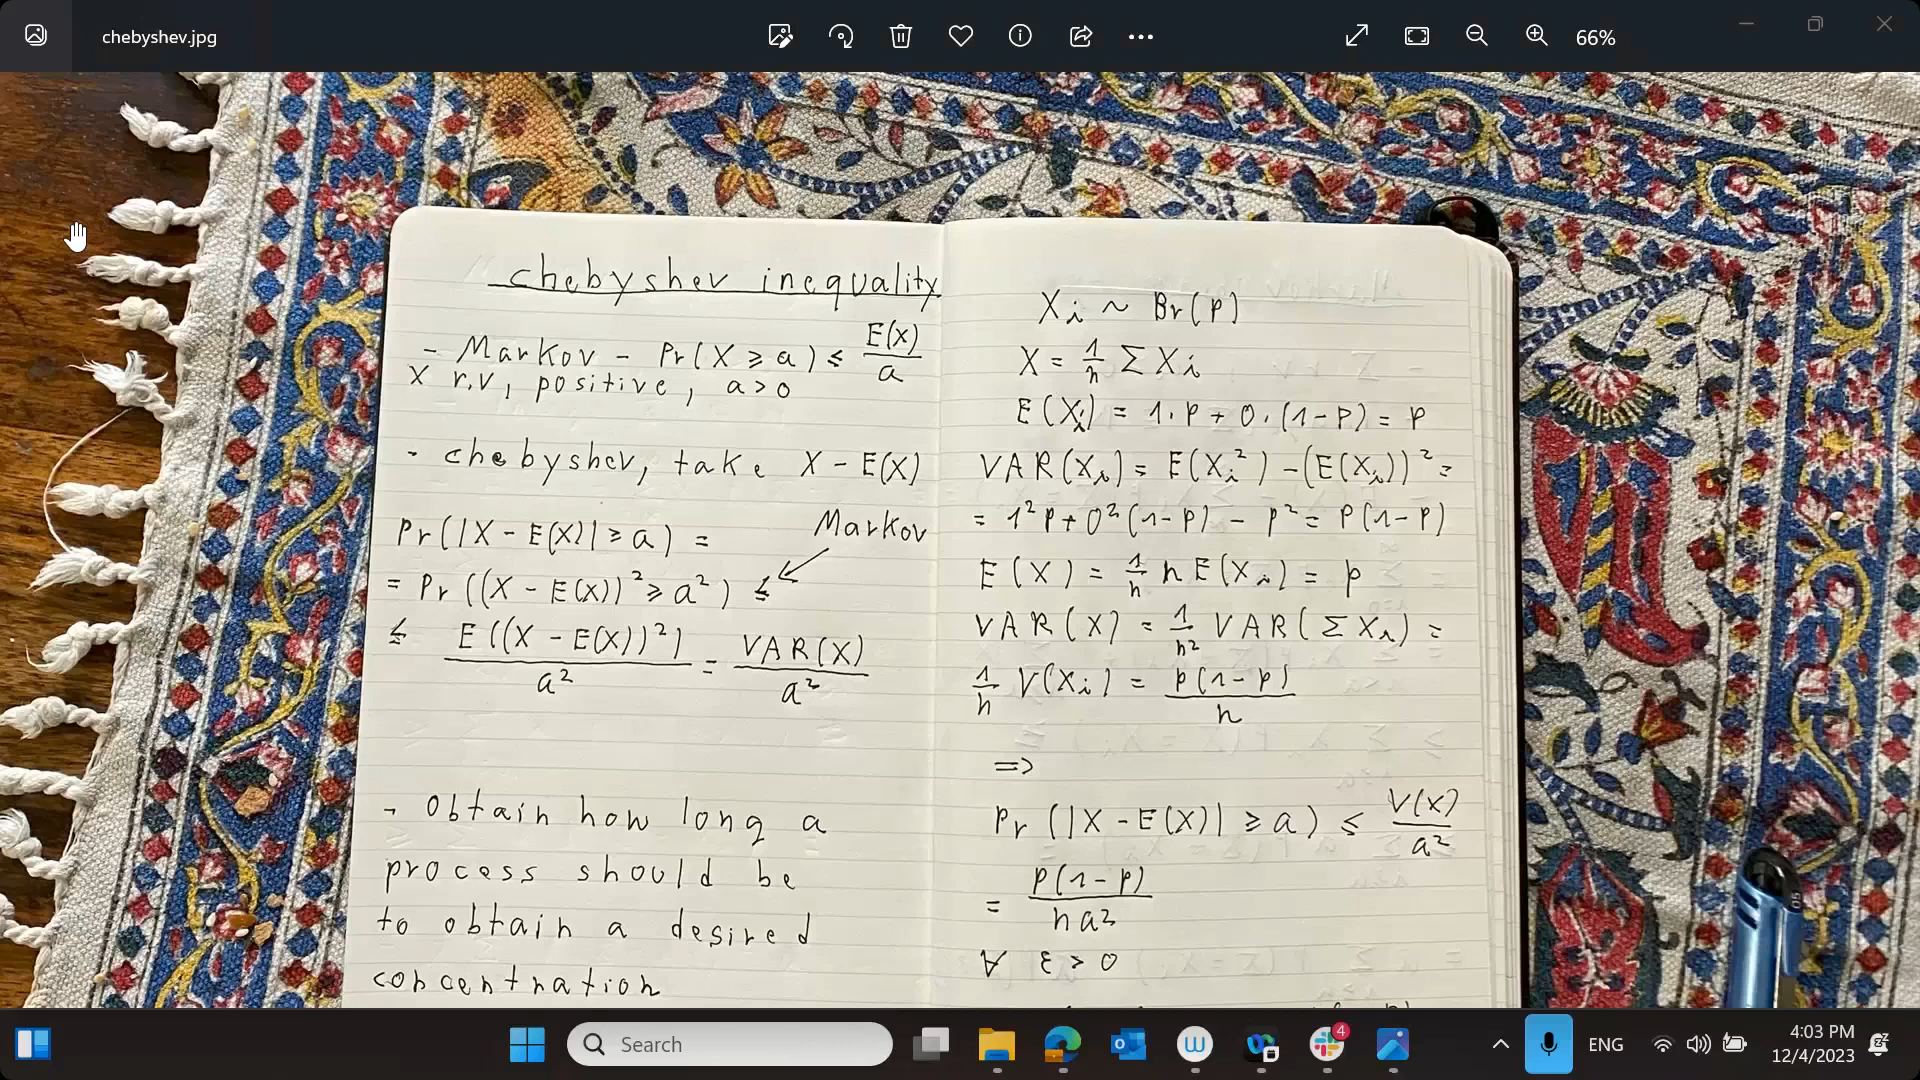 chebyshev.jpg
66%
chebyshev inequality
- Markov - Pr(X ≥ a) ≤ E(X)/a
X r.v, positive, a > 0
- chebyshev, take X - E(X)
Pr(|X - E(X)| ≥ a) =
Markov
= Pr((X - E(X))² ≥ a²) ≤
≤ E((X - E(X))²)/a² = VAR(X)/a²
- Obtain how long a
process should be
to obtain a desired
concentration
Xi ~ Br(p)
X = 1/n Σ Xi
E(Xi) = 1·p + 0·(1-p) = p
VAR(Xi) = E(Xi²) - (E(Xi))² =
= 1²p + 0²(1-p) - p² = p(1-p)
E(X) = 1/n n E(Xi) = p
VAR(X) = 1/n² VAR(Σ Xi) =
1/n V(Xi) = p(1-p)/n
=>
Pr(|X - E(X)| ≥ a) ≤ V(X)/a²
= p(1-p)/na²
∀ ε > 0
Search
4
ENG
4:03 PM
12/4/2023